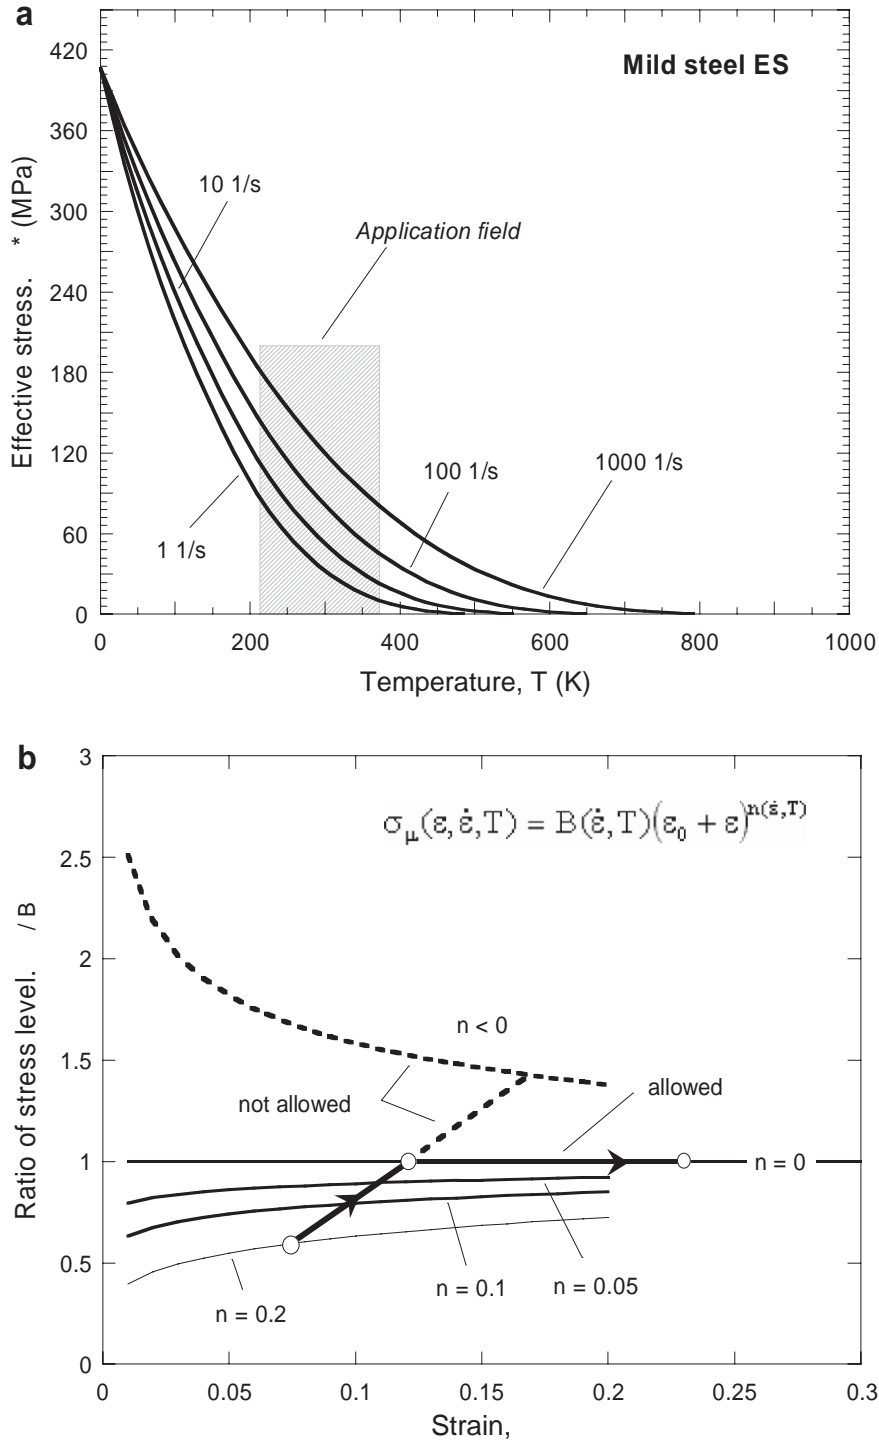 a
Mild steel ES
420
360
300
240
180
120
60
0
Effective stress. * (MPa)
10 1/s
Application field
100 1/s
1000 1/s
1 1/s
0 200 400 600 800 1000
Temperature, T (K)
b
3
2.5
2
1.5
1
0.5
0
Ratio of stress level. / B
σμ(ε, ε̇, T) = B(ε̇, T)(ε₀ + ε)ⁿ⁽ε̇,ᵀ⁾
n < 0
not allowed
allowed
n = 0
n = 0.05
n = 0.1
n = 0.2
0 0.05 0.1 0.15 0.2 0.25 0.3
Strain,